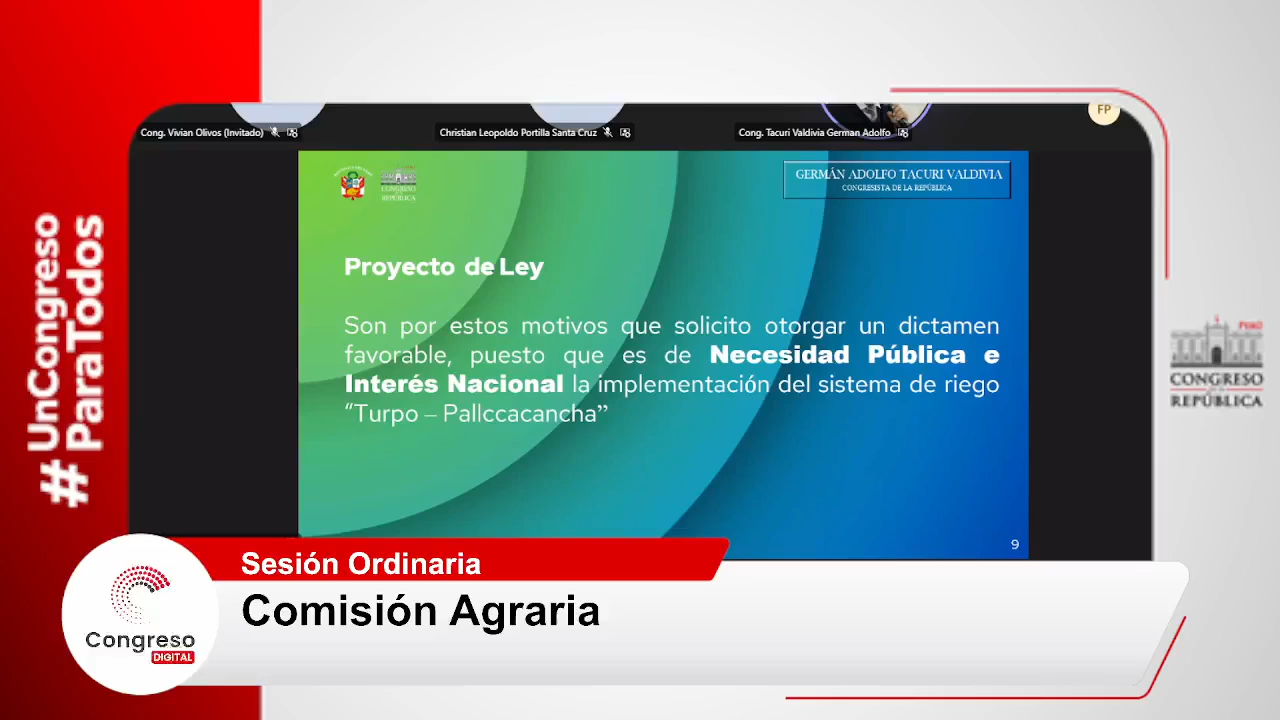 #UnCongreso
ParaTodos
Cong. Vivian Olivos (Invitado)
Christian Leopoldo Portilla Santa Cruz
Cong. Tacuri Valdivia German Adolfo
FP
CONGRESO
REPÚBLICA
GERMÁN ADOLFO TACURI VALDIVIA
CONGRESISTA DE LA REPÚBLICA
Proyecto de Ley
Son por estos motivos que solicito otorgar un dictamen
favorable, puesto que es de Necesidad Pública e
Interés Nacional la implementación del sistema de riego
“Turpo – Pallccacancha”
9
PERÚ
CONGRESO
REPÚBLICA
Sesión Ordinaria
Comisión Agraria
Congreso
DIGITAL